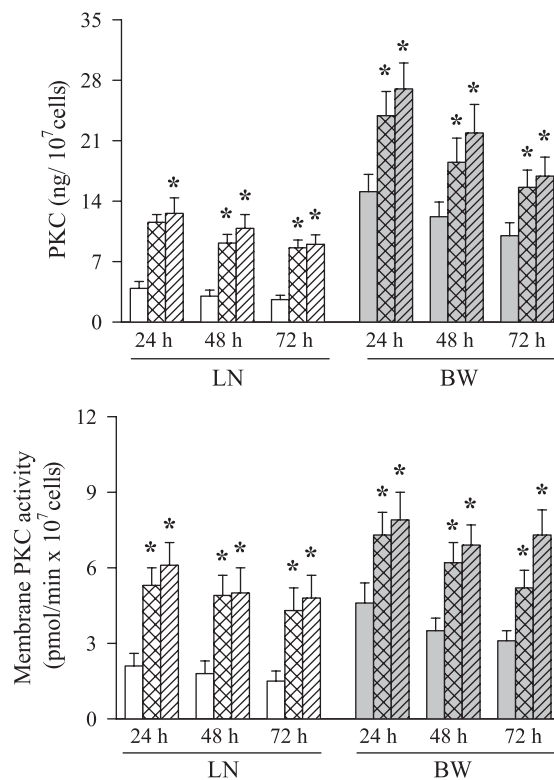 PKC (ng/ 10⁷cells)
35
28
21
14
7
0
* * * * * * * * * * *
24 h 48 h 72 h 24 h 48 h 72 h
LN BW
Membrane PKC activity
(pmol/min x 10⁷cells)
12
9
6
3
0
* * * * * * * * * * * *
24 h 48 h 72 h 24 h 48 h 72 h
LN BW